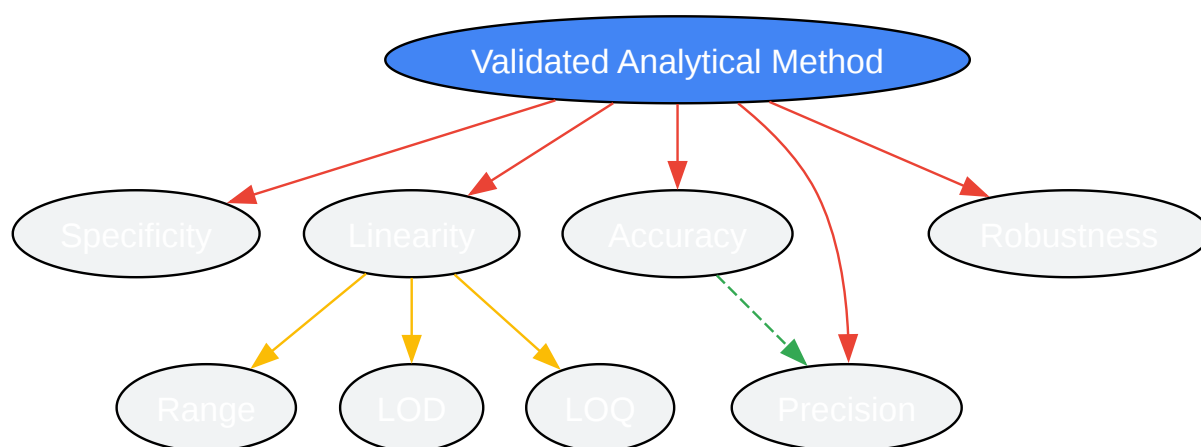 Validated Analytical Method
Specificity
Linearity
Accuracy
Robustness
Range
LOD
LOQ
Precision